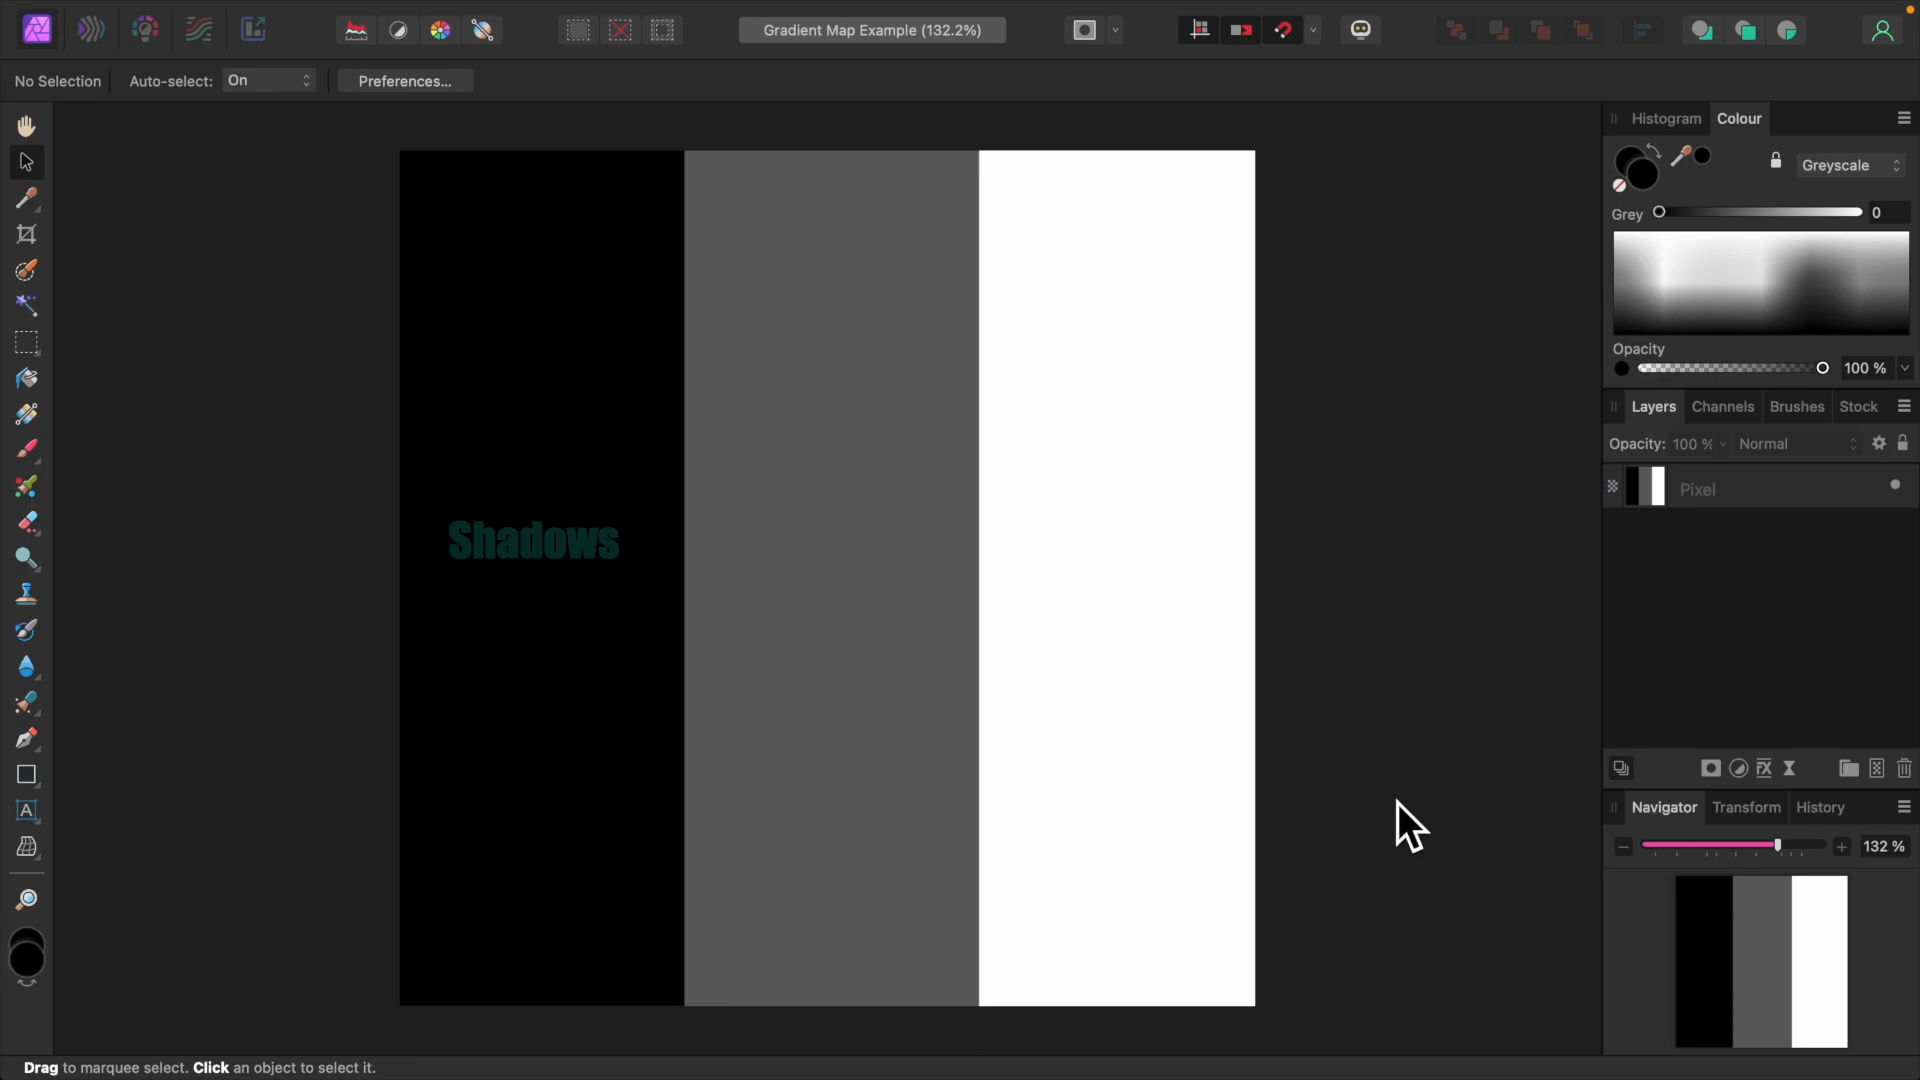 Gradient Map Example (132.2%)
No Selection Auto-select: On Preferences...
Histogram Colour
Greyscale
Grey 0
Opacity
100 %
Layers Channels Brushes Stock
Opacity: 100 % Normal
Pixel
Shadows
Navigator Transform History
132 %
Drag to marquee select. Click an object to select it.